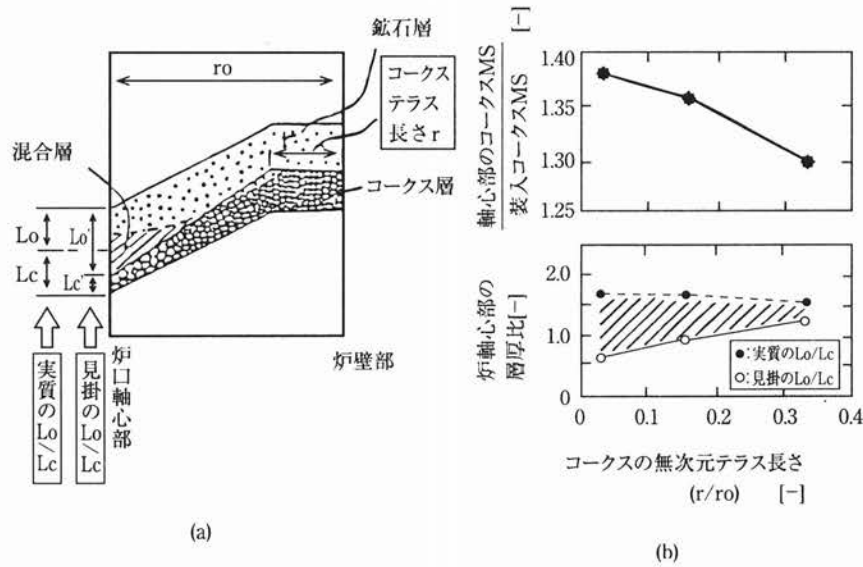 ro
鉱石層
コークス
テラス
長さr
混合層
コークス層
Lo
Lo'
Lc
Lc'
実質のLo/Lc
見掛のLo/Lc
炉口軸心部
炉壁部
(a)
軸心部のコークスMS
装入コークスMS
[-]
1.40
1.35
1.30
1.25
炉軸心部の
層厚比[-]
2.0
1.0
0
●:実質のLo/Lc
○:見掛のLo/Lc
0 0.1 0.2 0.3 0.4
コークスの無次元テラス長さ
(r/ro) [-]
(b)